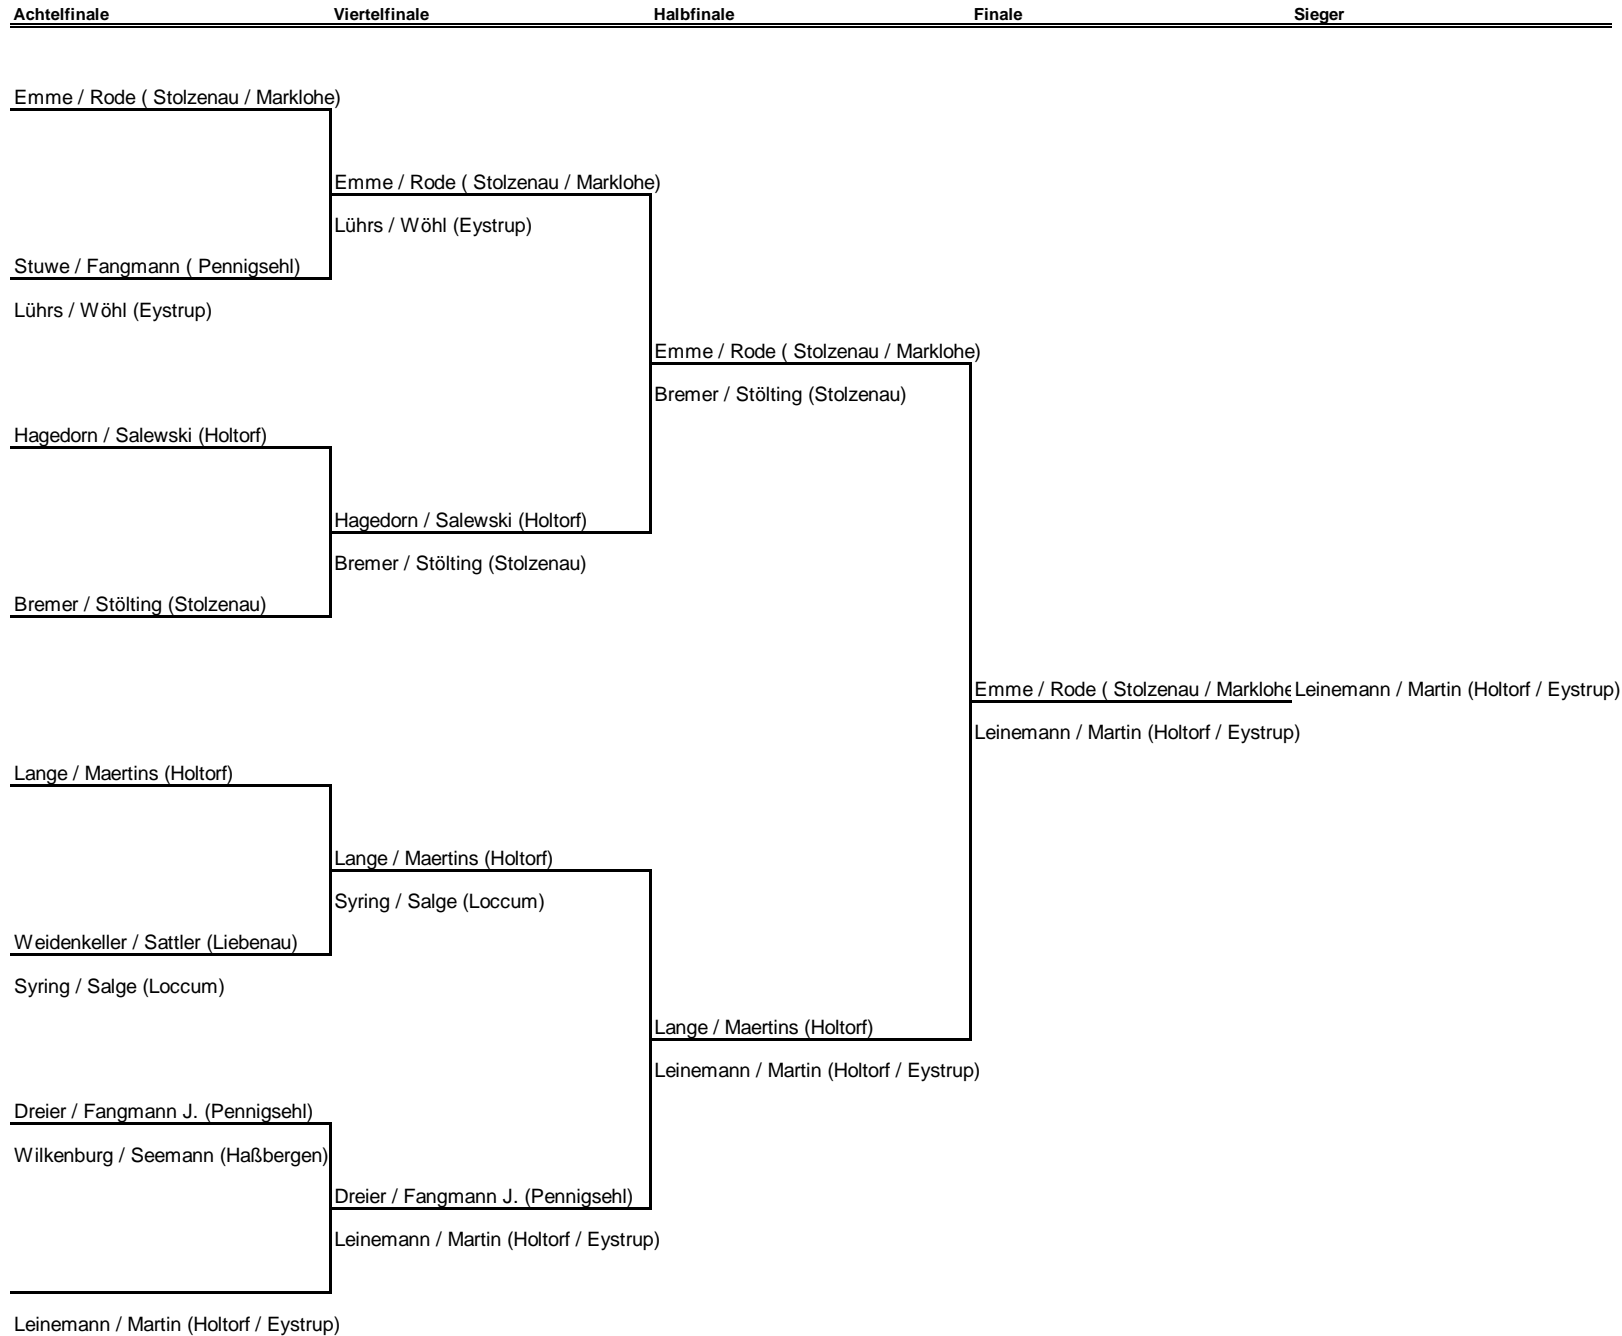 Achtelfinale Viertelfinale Halbfinale Finale Sieger
Emme / Rode ( Stolzenau / Marklohe)
Emme / Rode ( Stolzenau / Marklohe)
Lührs / Wöhl (Eystrup)
Stuwe / Fangmann ( Pennigsehl)
Lührs / Wöhl (Eystrup)
Emme / Rode ( Stolzenau / Marklohe)
Bremer / Stölting (Stolzenau)
Hagedorn / Salewski (Holtorf)
Hagedorn / Salewski (Holtorf)
Bremer / Stölting (Stolzenau)
Bremer / Stölting (Stolzenau)
Emme / Rode ( Stolzenau / Marklohe Leinemann / Martin (Holtorf / Eystrup)
Leinemann / Martin (Holtorf / Eystrup)
Lange / Maertins (Holtorf)
Lange / Maertins (Holtorf)
Syring / Salge (Loccum)
Weidenkeller / Sattler (Liebenau)
Syring / Salge (Loccum)
Lange / Maertins (Holtorf)
Leinemann / Martin (Holtorf / Eystrup)
Dreier / Fangmann J. (Pennigsehl)
Wilkenburg / Seemann (Haßbergen)
Dreier / Fangmann J. (Pennigsehl)
Leinemann / Martin (Holtorf / Eystrup)
Leinemann / Martin (Holtorf / Eystrup)